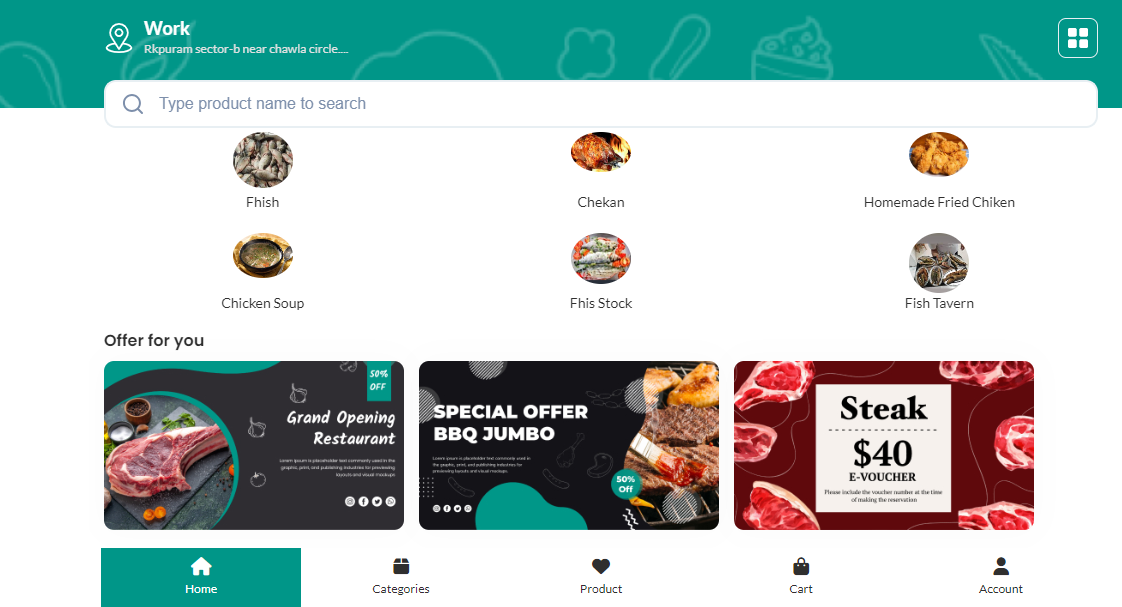 Work
Rkpuram sector-b near chawla circle....
Type product name to search
Fhish
Chekan
Homemade Fried Chiken
Chicken Soup
Fhis Stock
Fish Tavern
Offer for you
50%
OFF
Grand Opening
Restaurant
Lorem ipsum is placeholder text commonly used in the
graphic, print, and publishing industries for previewing
layouts and visual mockups.
SPECIAL OFFER
BBQ JUMBO
Lorem ipsum is placeholder text commonly used in
the graphic, print, and publishing industries for
previewing layouts and visual mockups.
50%
Off
Steak
$40
E-VOUCHER
Please include the voucher number at the time
of making the reservation
Home
Categories
Product
Cart
Account